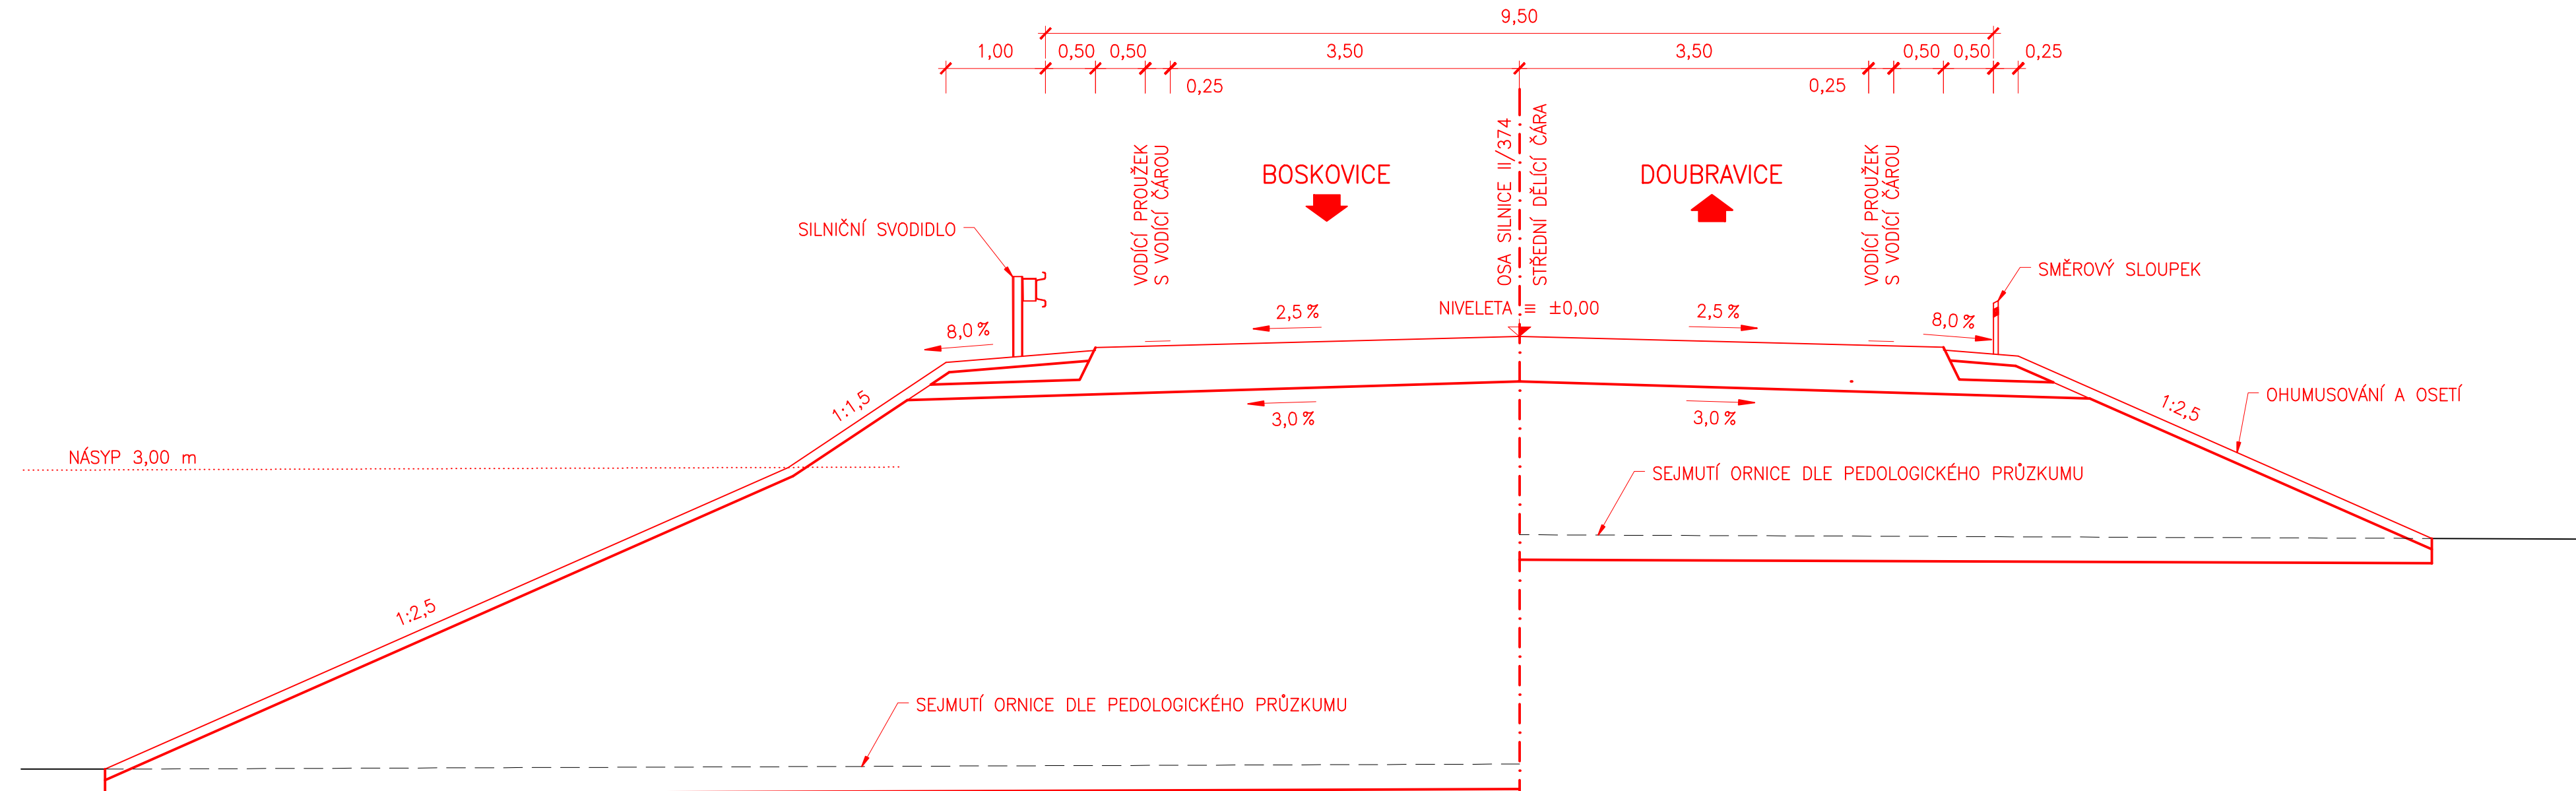 9,50
1,00 0,50 0,50 3,50 3,50 0,50 0,50 0,25
0,25 0,25
VODÍCÍ PROUŽEK
S VODÍCÍ ČÁROU
BOSKOVICE
OSA SILNICE II/374
STŘEDNÍ DĚLÍCÍ ČÁRA
DOUBRAVICE
VODÍCÍ PROUŽEK
S VODÍCÍ ČÁROU
SILNIČNÍ SVODIDLO
SMĚROVÝ SLOUPEK
NIVELETA ≡ ±0,00
8,0% 2,5% 2,5% 8,0%
1:1,5
3,0% 3,0%
1:2,5
OHUMUSOVÁNÍ A OSETÍ
NÁSYP 3,00 m
SEJMUTÍ ORNICE DLE PEDOLOGICKÉHO PRŮZKUMU
1:2,5
SEJMUTÍ ORNICE DLE PEDOLOGICKÉHO PRŮZKUMU